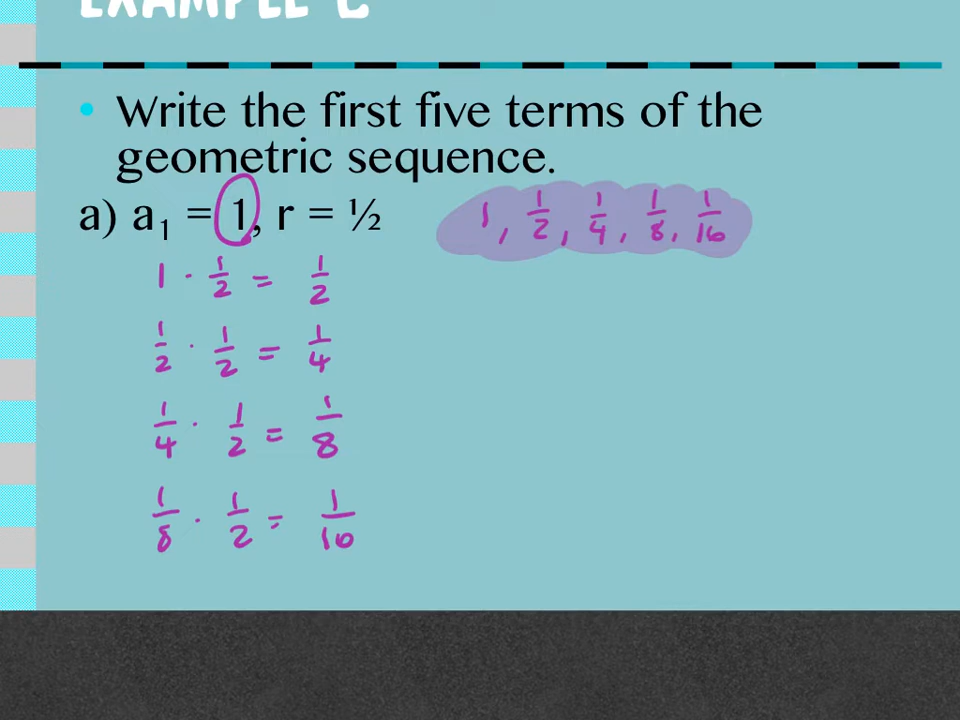 EXAMPLE
• Write the first five terms of the
geometric sequence.
a) a₁ = 1, r = ½
1, 1/2, 1/4, 1/8, 1/16
1 · 1/2 = 1/2
1/2 · 1/2 = 1/4
1/4 · 1/2 = 1/8
1/8 · 1/2 = 1/16